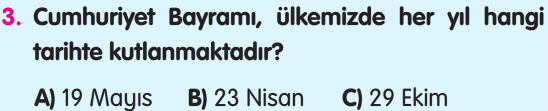 3. Cumhuriyet Bayramı, ülkemizde her yıl hangi
tarihte kutlanmaktadır?
A) 19 Mayıs B) 23 Nisan C) 29 Ekim